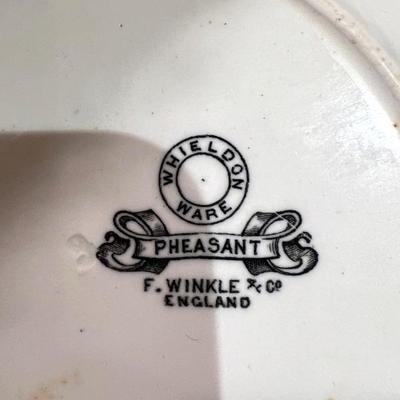 WHIELDON
WARE
PHEASANT
F. WINKLE & Co
ENGLAND